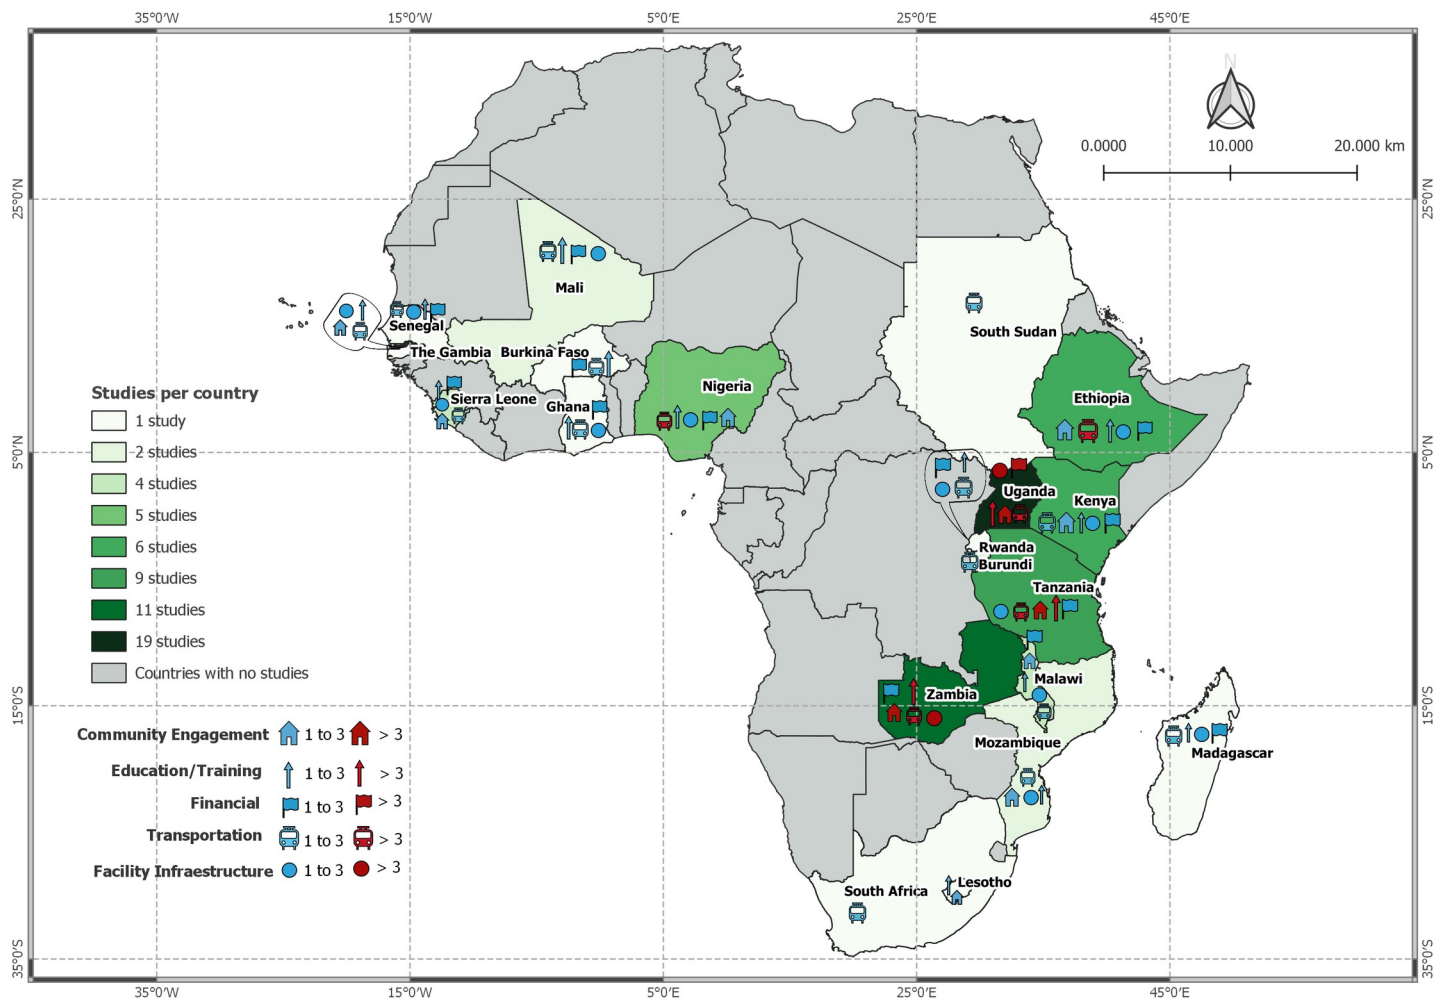 35°0′W 15°0′W 5°0′E 25°0′E 45°0′E
N
0.0000 10.000 20.000 km
25°0′N 25°0′N
Mali
Senegal
South Sudan
The Gambia Burkina Faso
Nigeria
Studies per country
Sierra Leone Ghana Ethiopia
1 study
2 studies
5°0′N 5°0′N
4 studies
Uganda
Kenya
5 studies
6 studies
Rwanda
Burundi
9 studies
Tanzania
11 studies
19 studies
Countries with no studies
Malawi
Zambia
15°0′S 15°0′S
Community Engagement 1 to 3 > 3
Mozambique
Madagascar
Education/Training 1 to 3 > 3
Financial 1 to 3 > 3
Transportation 1 to 3 > 3
Facility Infraestructure 1 to 3 > 3
South Africa Lesotho
35°0′S 35°0′S
35°0′W 15°0′W 5°0′E 25°0′E 45°0′E